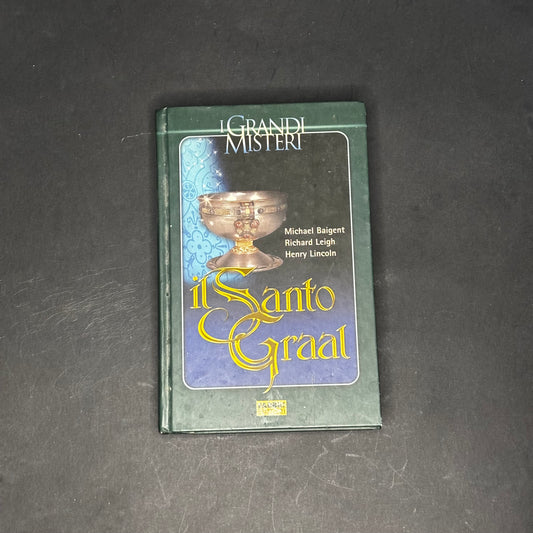 I GRANDI
MISTERI
Michael Baigent
Richard Leigh
Henry Lincoln
il Santo
Graal